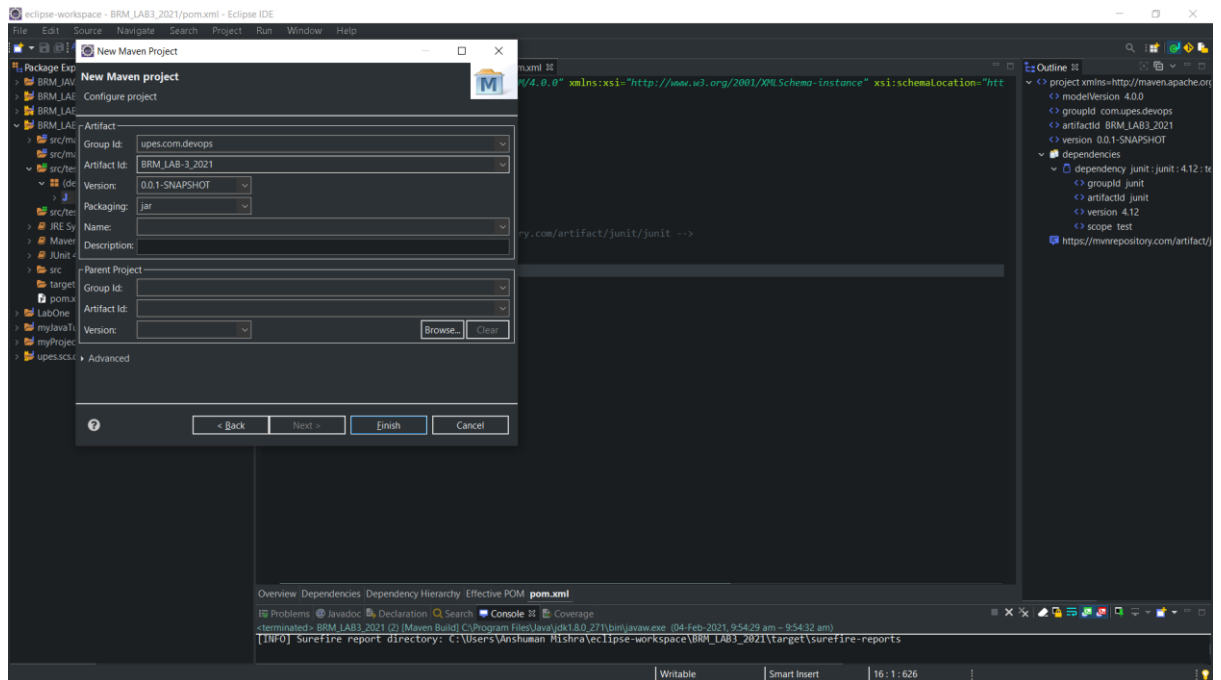 eclipse-workspace - BRM_LAB3_2021/pom.xml - Eclipse IDE
File Edit Source Navigate Search Project Run Window Help
New Maven Project
New Maven project
Configure project
Artifact
Group Id: upes.com.devops
Artifact Id: BRM_LAB-3_2021
Version: 0.0.1-SNAPSHOT
Packaging: jar
Name:
Description:
Parent Project
Group Id:
Artifact Id:
Version:
Browse... Clear
Advanced
< Back Next > Finish Cancel
Package Exp
BRM_JAV
BRM_LAE
BRM_LAE
BRM_LAE
src/ma
src/ma
src/tes
(de
J
src/tes
JRE Sy
Maven
JUnit 4
src
target
pom.x
LabOne
myJavaTu
myProjec
upes.scs.c
m.xml
M/4.0.0" xmlns:xsi="http://www.w3.org/2001/XMLSchema-instance" xsi:schemaLocation="htt
ry.com/artifact/junit/junit -->
Outline
project xmlns=http://maven.apache.org
modelVersion 4.0.0
groupId com.upes.devops
artifactId BRM_LAB3_2021
version 0.0.1-SNAPSHOT
dependencies
dependency junit : junit : 4.12 : te
groupId junit
artifactId junit
version 4.12
scope test
https://mvnrepository.com/artifact/j
Overview Dependencies Dependency Hierarchy Effective POM pom.xml
Problems Javadoc Declaration Search Console Coverage
<terminated> BRM_LAB3_2021 (2) [Maven Build] C:\Program Files\Java\jdk1.8.0_271\bin\javaw.exe (04-Feb-2021, 9:54:29 am – 9:54:32 am)
[INFO] Surefire report directory: C:\Users\Anshuman Mishra\eclipse-workspace\BRM_LAB3_2021\target\surefire-reports
Writable Smart Insert 16 : 1 : 626